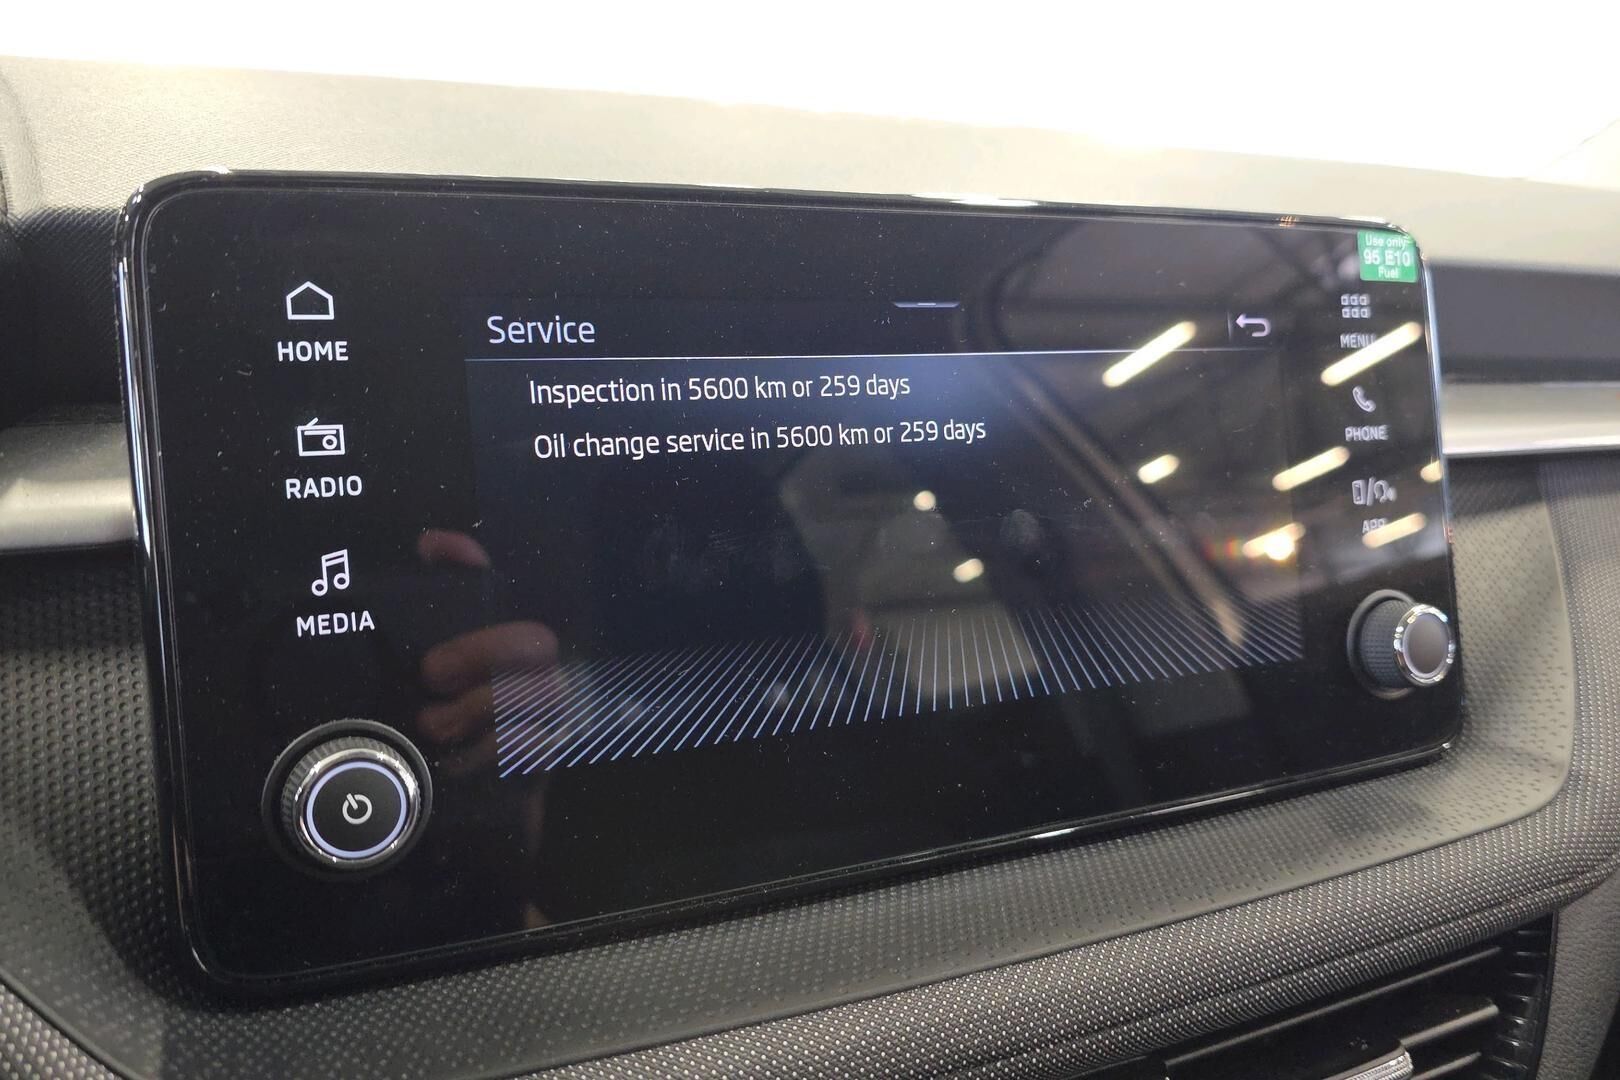 Use only
95 E10
Fuel
HOME
RADIO
MEDIA
Service
Inspection in 5600 km or 259 days
Oil change service in 5600 km or 259 days
MENU
PHONE
APP